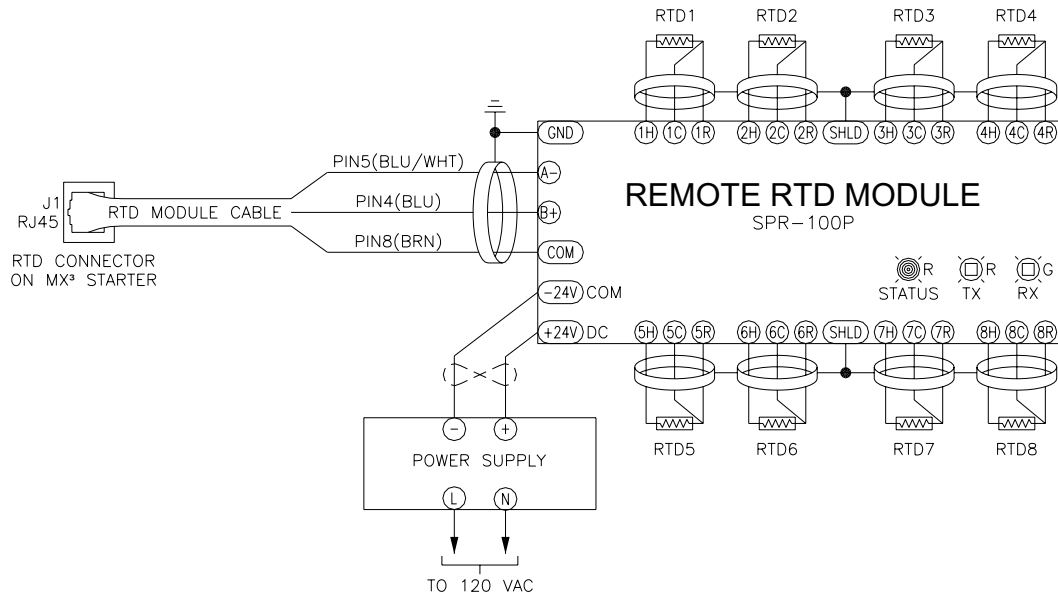 RTD1 RTD2 RTD3 RTD4
GND 1H 1C 1R 2H 2C 2R SHLD 3H 3C 3R 4H 4C 4R
PIN5(BLU/WHT) A-
REMOTE RTD MODULE
J1
RJ45
RTD MODULE CABLE
PIN4(BLU) B+
SPR-100P
PIN8(BRN) COM
RTD CONNECTOR
ON MX³ STARTER
R R G
STATUS TX RX
-24V COM
+24V DC 5H 5C 5R 6H 6C 6R SHLD 7H 7C 7R 8H 8C 8R
- +
POWER SUPPLY
RTD5 RTD6 RTD7 RTD8
L N
TO 120 VAC